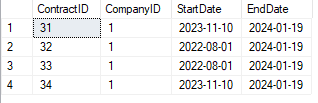 ContractID CompanyID StartDate EndDate
1 31 1 2023-11-10 2024-01-19
2 32 1 2022-08-01 2024-01-19
3 33 1 2022-08-01 2024-01-19
4 34 1 2023-11-10 2024-01-19